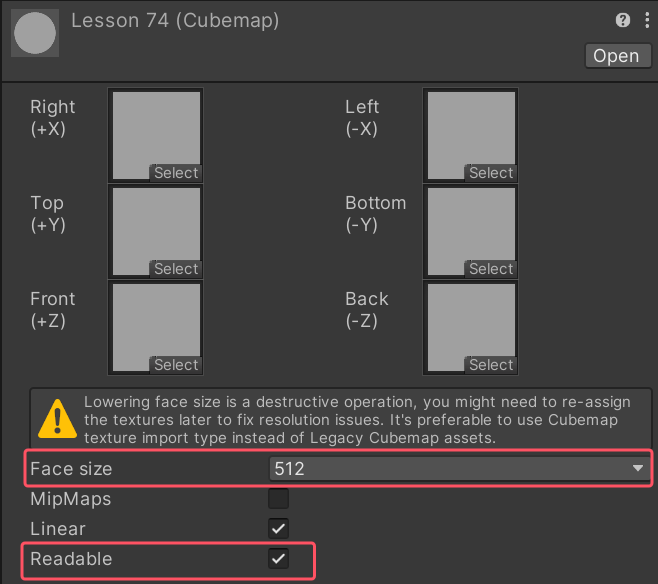 Lesson 74 (Cubemap)
Open
Right
(+X)
Select
Left
(-X)
Select
Top
(+Y)
Select
Bottom
(-Y)
Select
Front
(+Z)
Select
Back
(-Z)
Select
Lowering face size is a destructive operation, you might need to re-assign
the textures later to fix resolution issues. It's preferable to use Cubemap
texture import type instead of Legacy Cubemap assets.
Face size 512
MipMaps
Linear
Readable